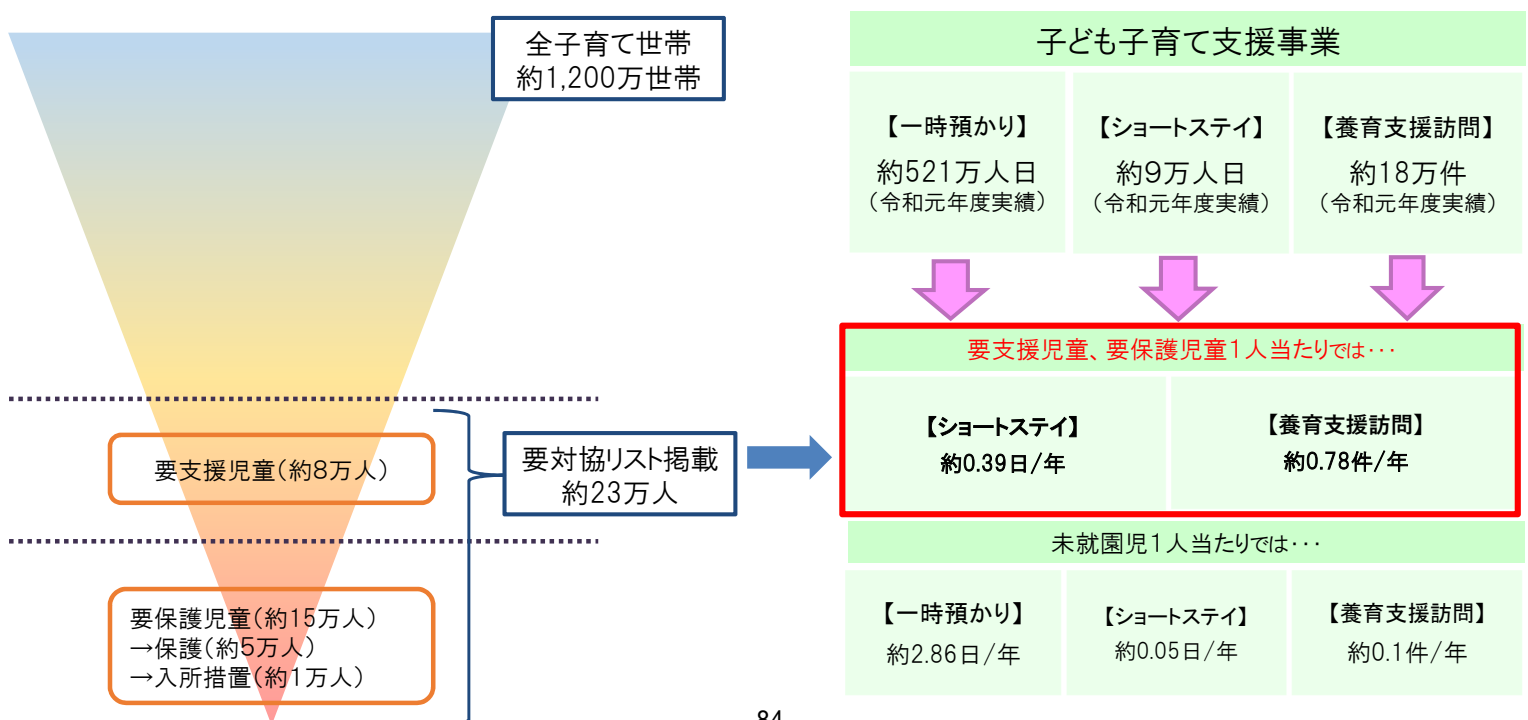 全子育て世帯
約1,200万世帯
要支援児童(約8万人)
要対協リスト掲載
約23万人
要保護児童(約15万人)
→保護(約5万人)
→入所措置(約1万人)
子ども子育て支援事業
【一時預かり】
約521万人日
(令和元年度実績)
【ショートステイ】
約9万人日
(令和元年度実績)
【養育支援訪問】
約18万件
(令和元年度実績)
要支援児童、要保護児童1人当たりでは・・・
【ショートステイ】
約0.39日/年
【養育支援訪問】
約0.78件/年
未就園児1人当たりでは・・・
【一時預かり】
約2.86日/年
【ショートステイ】
約0.05日/年
【養育支援訪問】
約0.1件/年
84